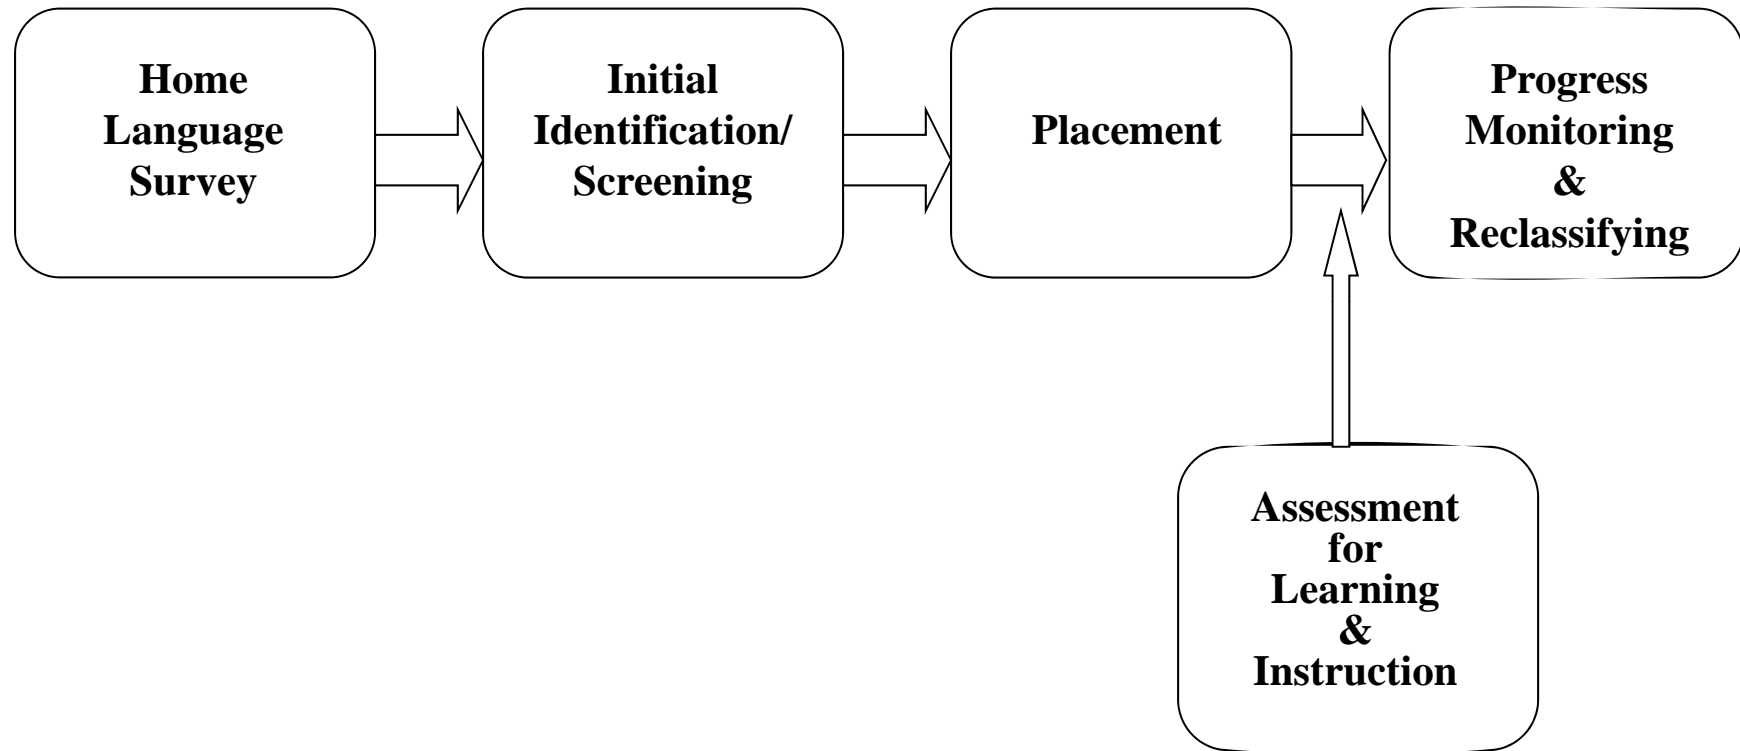 Home
Language
Survey
Initial
Identification/
Screening
Placement
Progress
Monitoring
&
Reclassifying
Assessment
for
Learning
&
Instruction